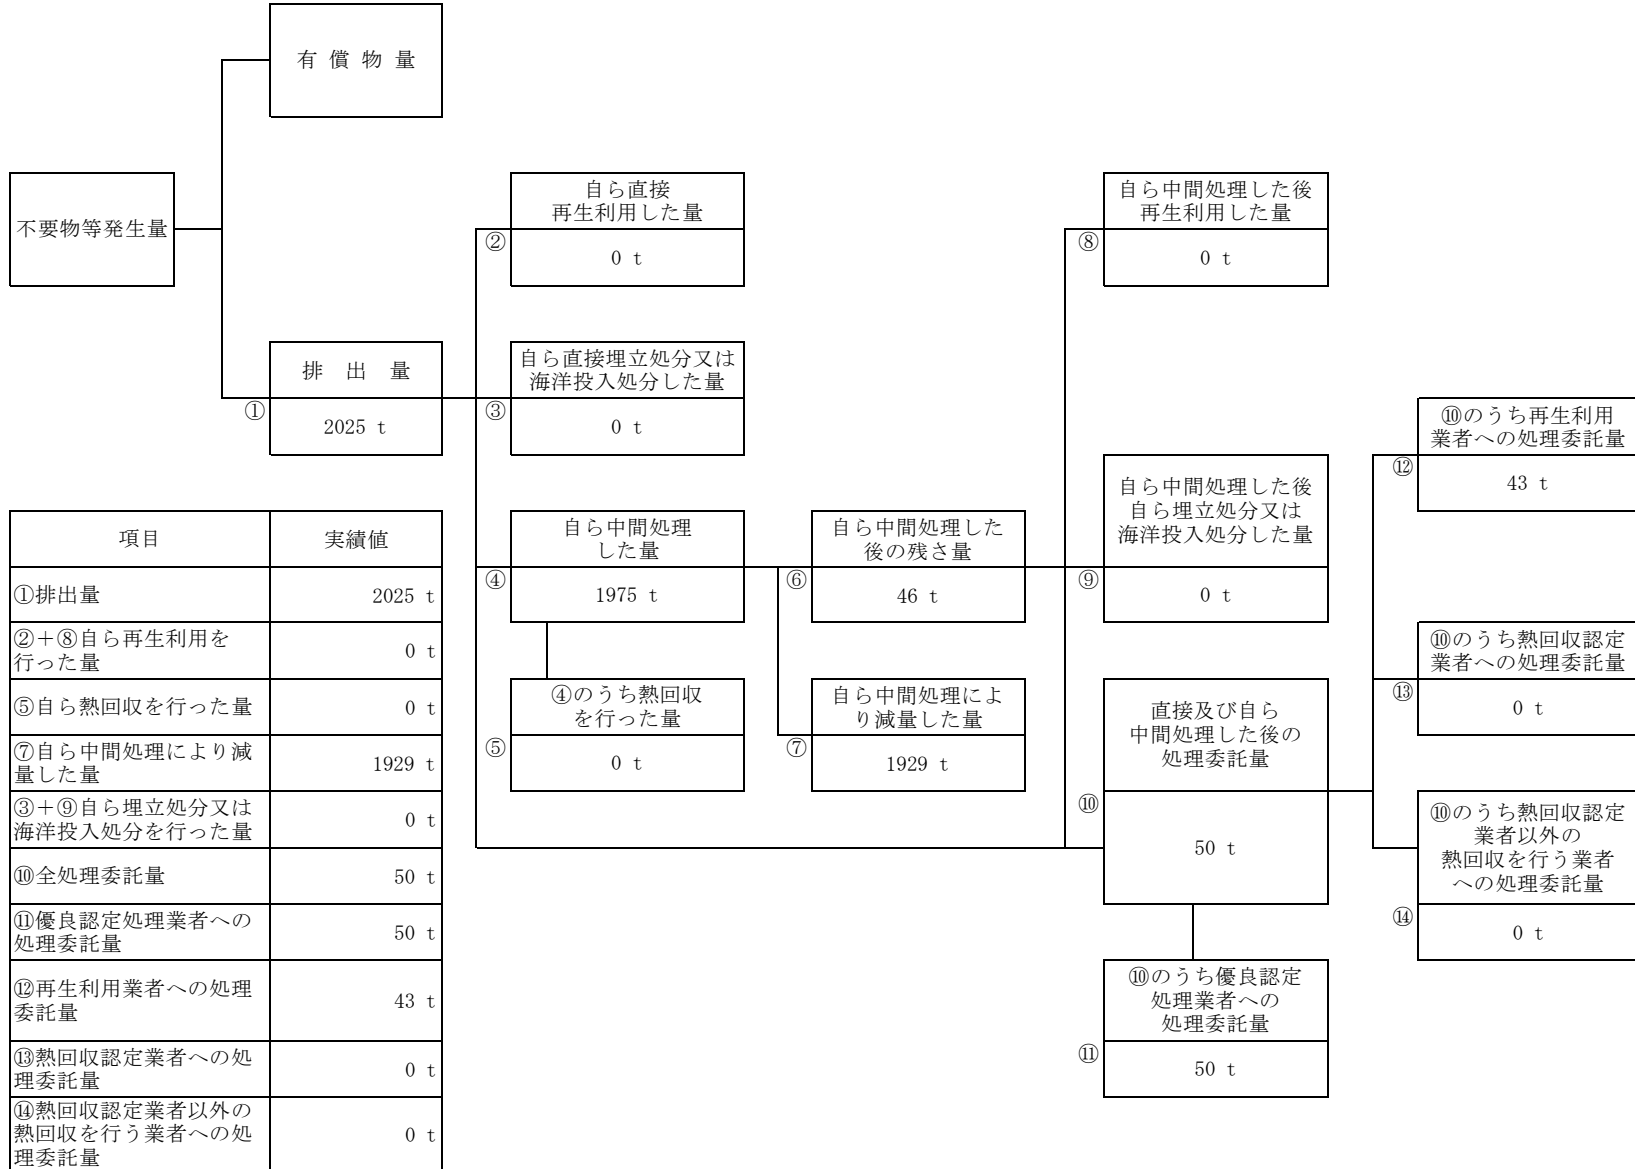 有 償 物 量
不要物等発生量
排 出 量
①
2025 t
自ら直接
再生利用した量
②
0 t
自ら直接埋立処分又は
海洋投入処分した量
③
0 t
自ら中間処理
した量
④
1975 t
④のうち熱回収
を行った量
⑤
0 t
自ら中間処理した
後の残さ量
⑥
46 t
自ら中間処理によ
り減量した量
⑦
1929 t
自ら中間処理した後
再生利用した量
⑧
0 t
自ら中間処理した後
自ら埋立処分又は
海洋投入処分した量
⑨
0 t
直接及び自ら
中間処理した後の
処理委託量
⑩
50 t
⑩のうち優良認定
処理業者への
処理委託量
⑪
50 t
⑩のうち再生利用
業者への処理委託量
⑫
43 t
⑩のうち熱回収認定
業者への処理委託量
⑬
0 t
⑩のうち熱回収認定
業者以外の
熱回収を行う業者
への処理委託量
⑭
0 t
項目 実績値
①排出量 2025 t
②+⑧自ら再生利用を
行った量 0 t
⑤自ら熱回収を行った量 0 t
⑦自ら中間処理により減
量した量 1929 t
③+⑨自ら埋立処分又は
海洋投入処分を行った量 0 t
⑩全処理委託量 50 t
⑪優良認定処理業者への
処理委託量 50 t
⑫再生利用業者への処理
委託量 43 t
⑬熱回収認定業者への処
理委託量 0 t
⑭熱回収認定業者以外の
熱回収を行う業者への処
理委託量 0 t